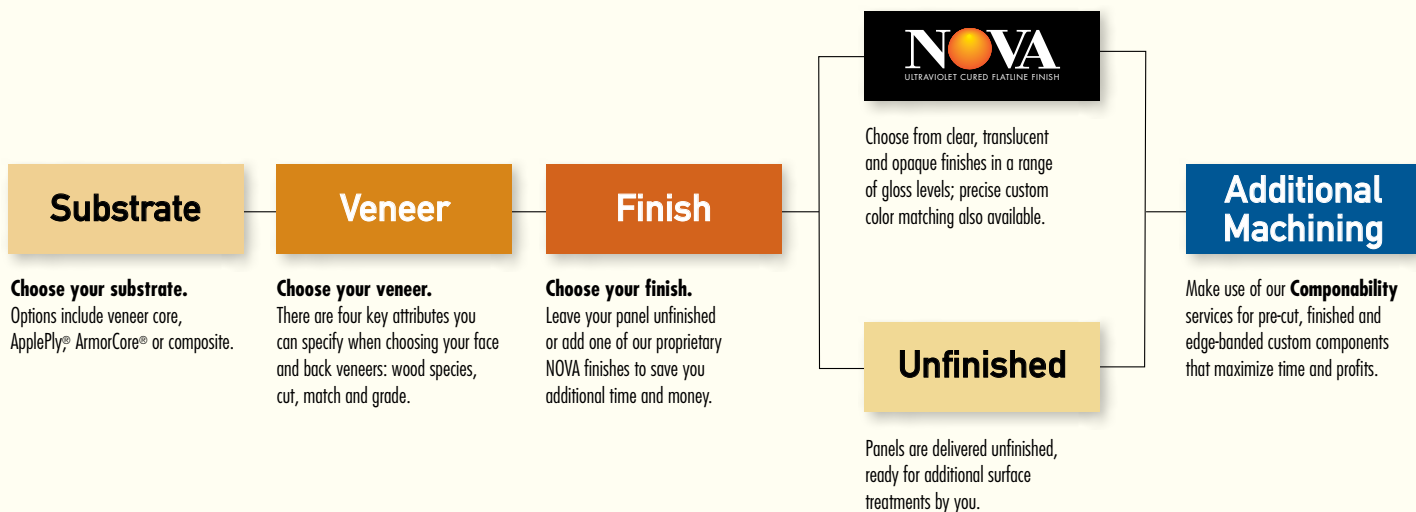 Substrate
Choose your substrate.
Options include veneer core,
ApplePly,® ArmorCore® or composite.
Veneer
Choose your veneer.
There are four key attributes you
can specify when choosing your face
and back veneers: wood species,
cut, match and grade.
Finish
Choose your finish.
Leave your panel unfinished
or add one of our proprietary
NOVA finishes to save you
additional time and money.
NOVA
ULTRAVIOLET CURED FLATLINE FINISH
Choose from clear, translucent
and opaque finishes in a range
of gloss levels; precise custom
color matching also available.
Unfinished
Panels are delivered unfinished,
ready for additional surface
treatments by you.
Additional
Machining
Make use of our Componability
services for pre-cut, finished and
edge-banded custom components
that maximize time and profits.